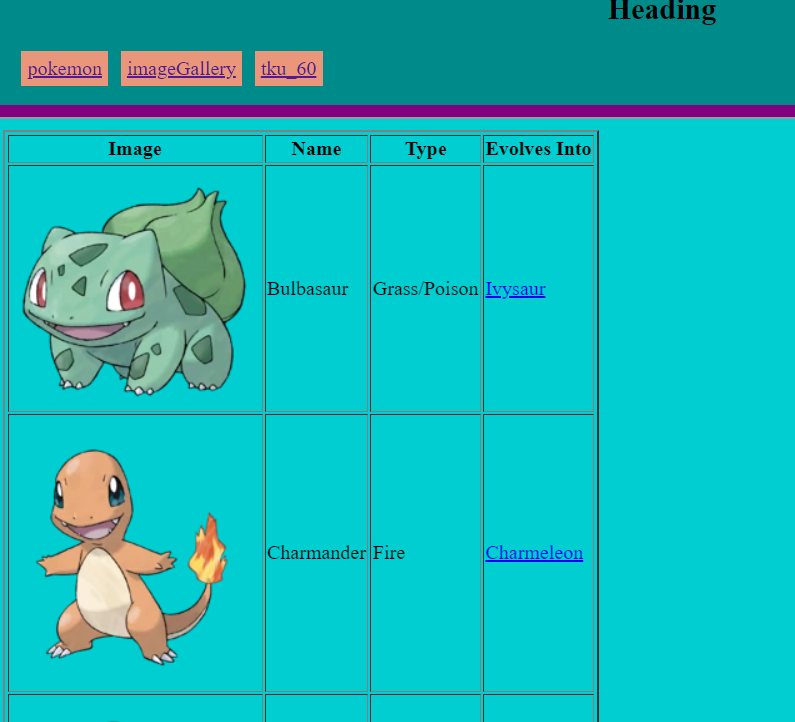 Heading
pokemon imageGallery tku_60
Image Name Type Evolves Into
Bulbasaur Grass/Poison Ivysaur
Charmander Fire Charmeleon